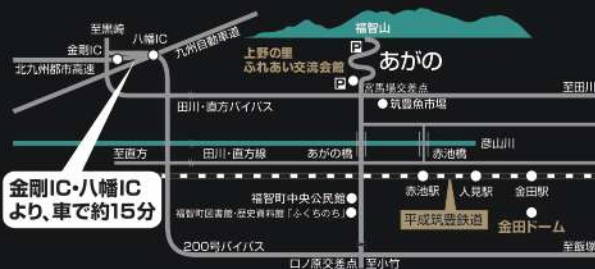 至黒崎
八幡IC
九州自動車道
福智山
金剛IC
北九州都市高速
上野の里
ふれあい交流会館
P
あがの
P
宮馬場交差点
至田川
田川・直方バイパス
筑豊魚市場
彦山川
至直方
田川・直方線
あがの橋
赤池橋
金剛IC・八幡IC
より、車で約15分
赤池駅
人見駅
金田駅
福智町中央公民館
福智町図書館・歴史資料館「ふくちのち」
平成筑豊鉄道
金田ドーム
200号バイパス
至飯塚
口ノ原交差点
至小竹